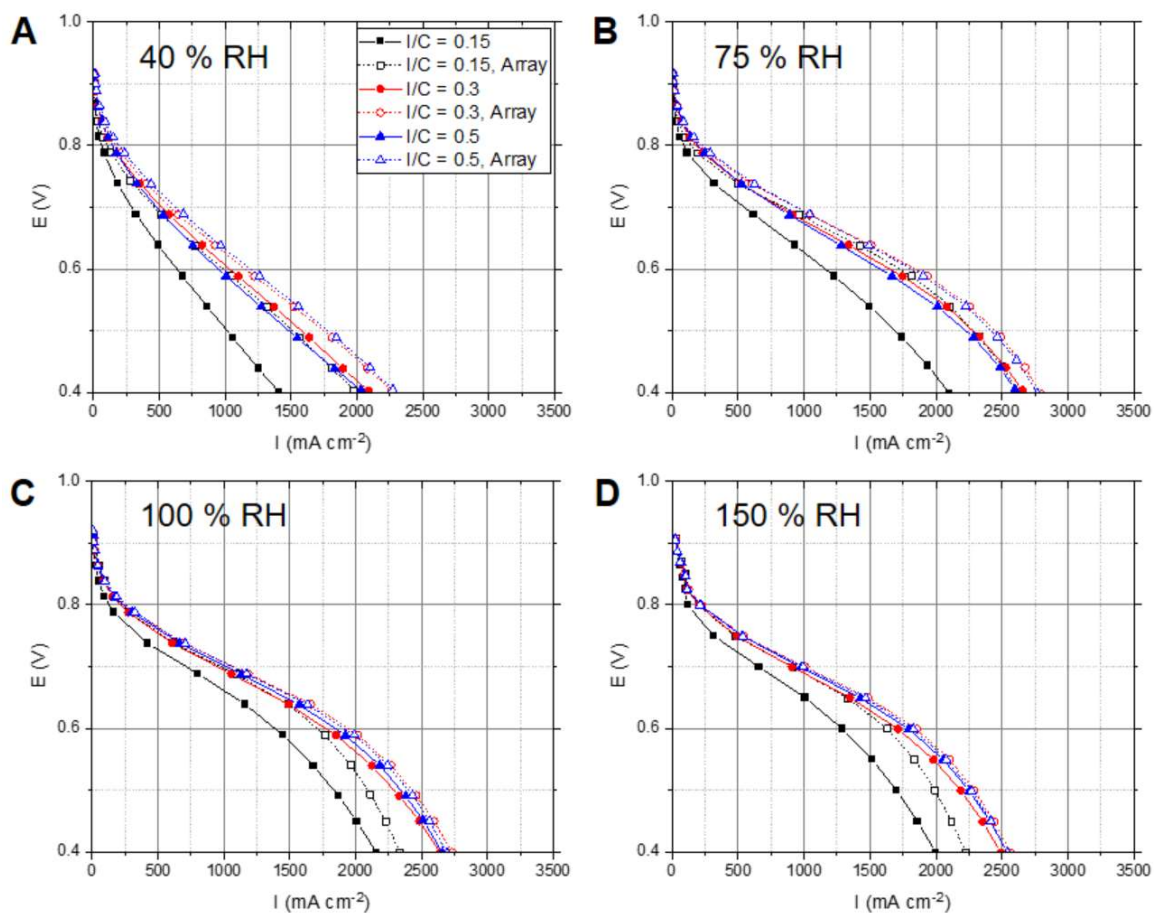 A
40 % RH
I/C = 0.15
I/C = 0.15, Array
I/C = 0.3
I/C = 0.3, Array
I/C = 0.5
I/C = 0.5, Array
1.0
0.8
0.6
0.4
E (V)
0 500 1000 1500 2000 2500 3000 3500
I (mA cm⁻²)
B
75 % RH
1.0
0.8
0.6
0.4
E (V)
0 500 1000 1500 2000 2500 3000 3500
I (mA cm⁻²)
C
100 % RH
1.0
0.8
0.6
0.4
E (V)
0 500 1000 1500 2000 2500 3000 3500
I (mA cm⁻²)
D
150 % RH
1.0
0.8
0.6
0.4
E (V)
0 500 1000 1500 2000 2500 3000 3500
I (mA cm⁻²)